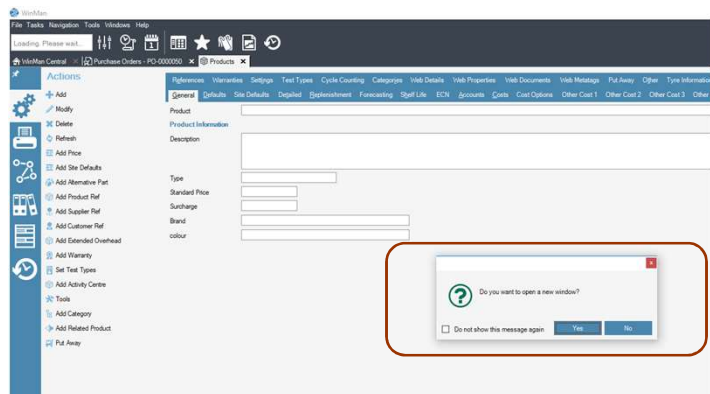 WinMan
File Tasks Navigation Tools Windows Help
Loading. Please wait...
WinMan Central × Purchase Orders - PO-0000050 × Products ×
Actions
Add
Modify
Delete
Refresh
Add Price
Add Site Defaults
Add Alternative Part
Add Product Ref
Add Supplier Ref
Add Customer Ref
Add Extended Overhead
Add Warranty
Set Test Types
Add Activity Centre
Tools
Add Category
Add Related Product
Put Away
References Warranties Settings Test Types Cycle Counting Categories Web Details Web Properties Web Documents Web Metatags Put Away Other Tyre Information
General Defaults Site Defaults Detailed Replenishment Forecasting Shelf Life ECN Accounts Costs Cost Options Other Cost 1 Other Cost 2 Other Cost 3 Other
Product
Product Information
Description
Type
Standard Price
Surcharge
Brand
colour
Do you want to open a new window?
Do not show this message again
Yes No